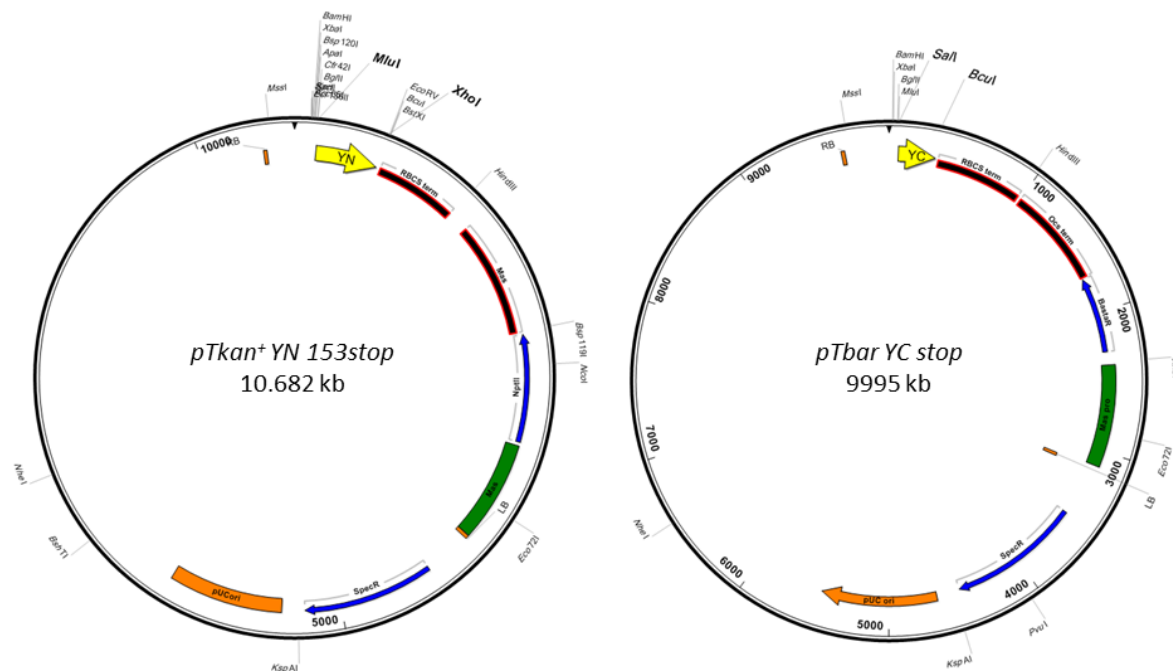 BamHI
XbaI
Bsp120I
ApaI
Cfr42I
BglII
MluI
MssI
EcoRV
BcuI
BstXI
XhoI
10000
RB
YN
RBCS term
HindIII
Mas
Bsp119I
NcoI
NptII
pTkan⁺ YN 153stop
10.682 kb
Mas
LB
Eco72I
NheI
BshTI
pUCori
SpecR
5000
KspAI
BamHI
XbaI
BglII
MluI
SalI
BcuI
MssI
RB
YC
RBCS term
HindIII
1000
9000
Ocs term
8000
BastaR
2000
pTbar YC stop
9995 kb
Mas pro
7000
Eco72I
3000
LB
NheI
SpecR
6000
pUC ori
4000
PvuI
5000
KspAI